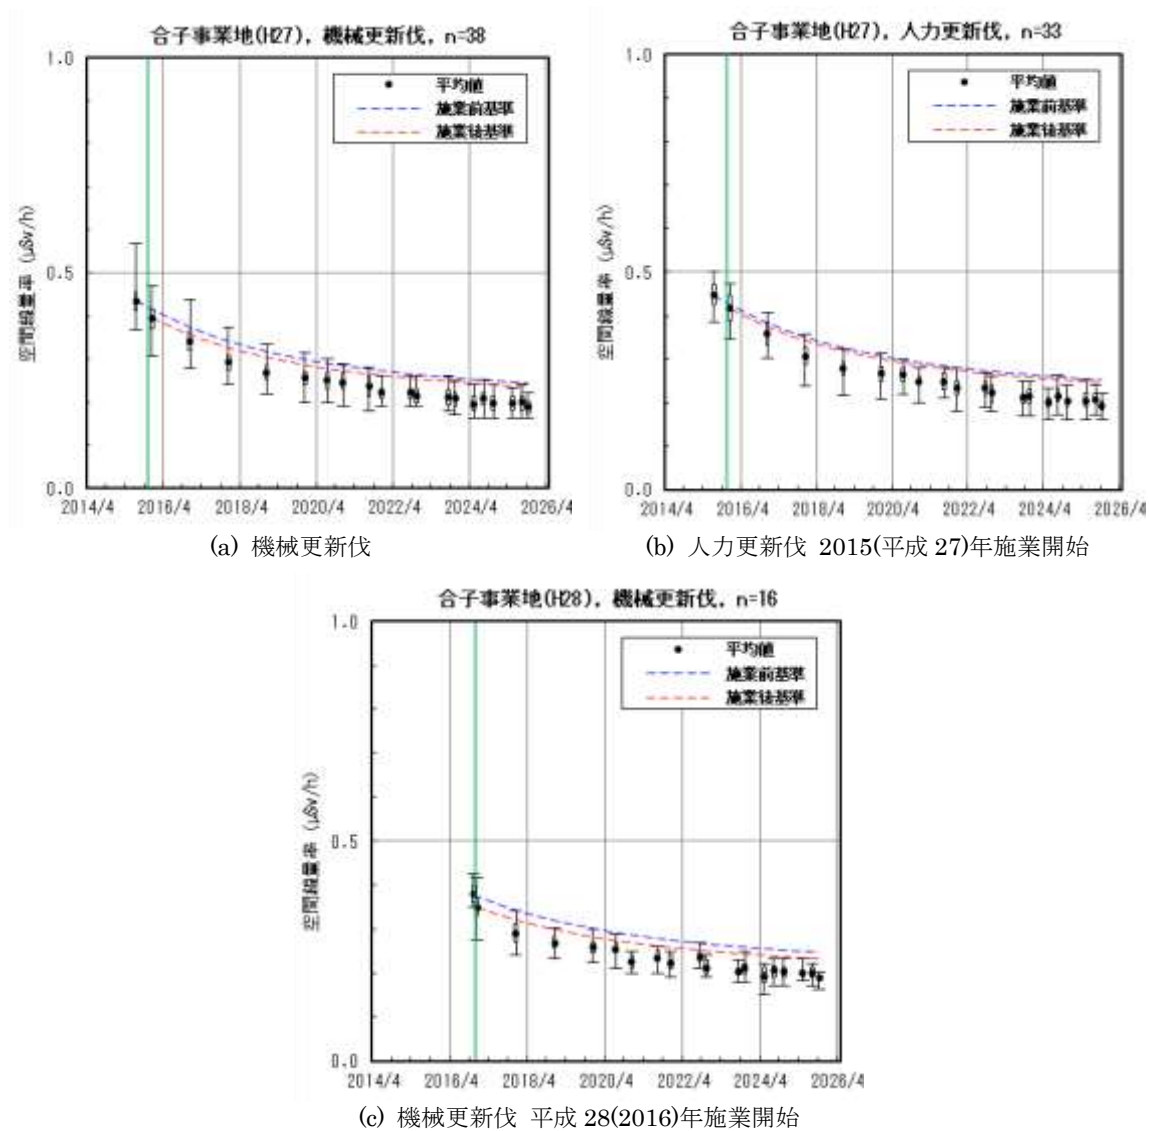 合子事業地(H27), 機械更新伐, n=38
1.0
平均値
施業前基準
施業後基準
空間線量率 (μSv/h)
0.5
0.0
2014/4 2016/4 2018/4 2020/4 2022/4 2024/4 2026/4
(a) 機械更新伐
合子事業地(H27), 人力更新伐, n=33
1.0
平均値
施業前基準
施業後基準
空間線量率 (μSv/h)
0.5
0.0
2014/4 2016/4 2018/4 2020/4 2022/4 2024/4 2026/4
(b) 人力更新伐 2015(平成 27)年施業開始
合子事業地(H28), 機械更新伐, n=16
1.0
平均値
施業前基準
施業後基準
空間線量率 (μSv/h)
0.5
0.0
2014/4 2016/4 2018/4 2020/4 2022/4 2024/4 2026/4
(c) 機械更新伐 平成 28(2016)年施業開始